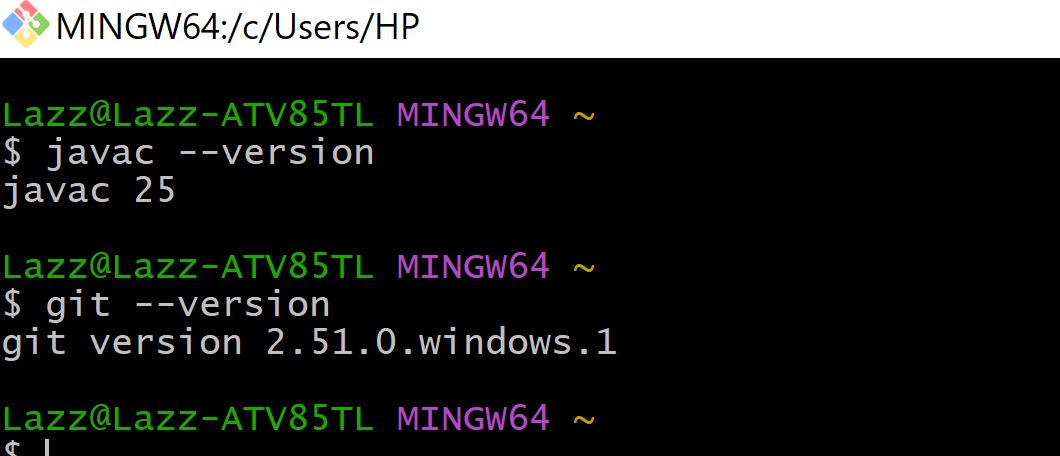 MINGW64:/c/Users/HP
Lazz@Lazz-ATV85TL MINGW64 ~
$ javac --version
javac 25
Lazz@Lazz-ATV85TL MINGW64 ~
$ git --version
git version 2.51.0.windows.1
Lazz@Lazz-ATV85TL MINGW64 ~
$